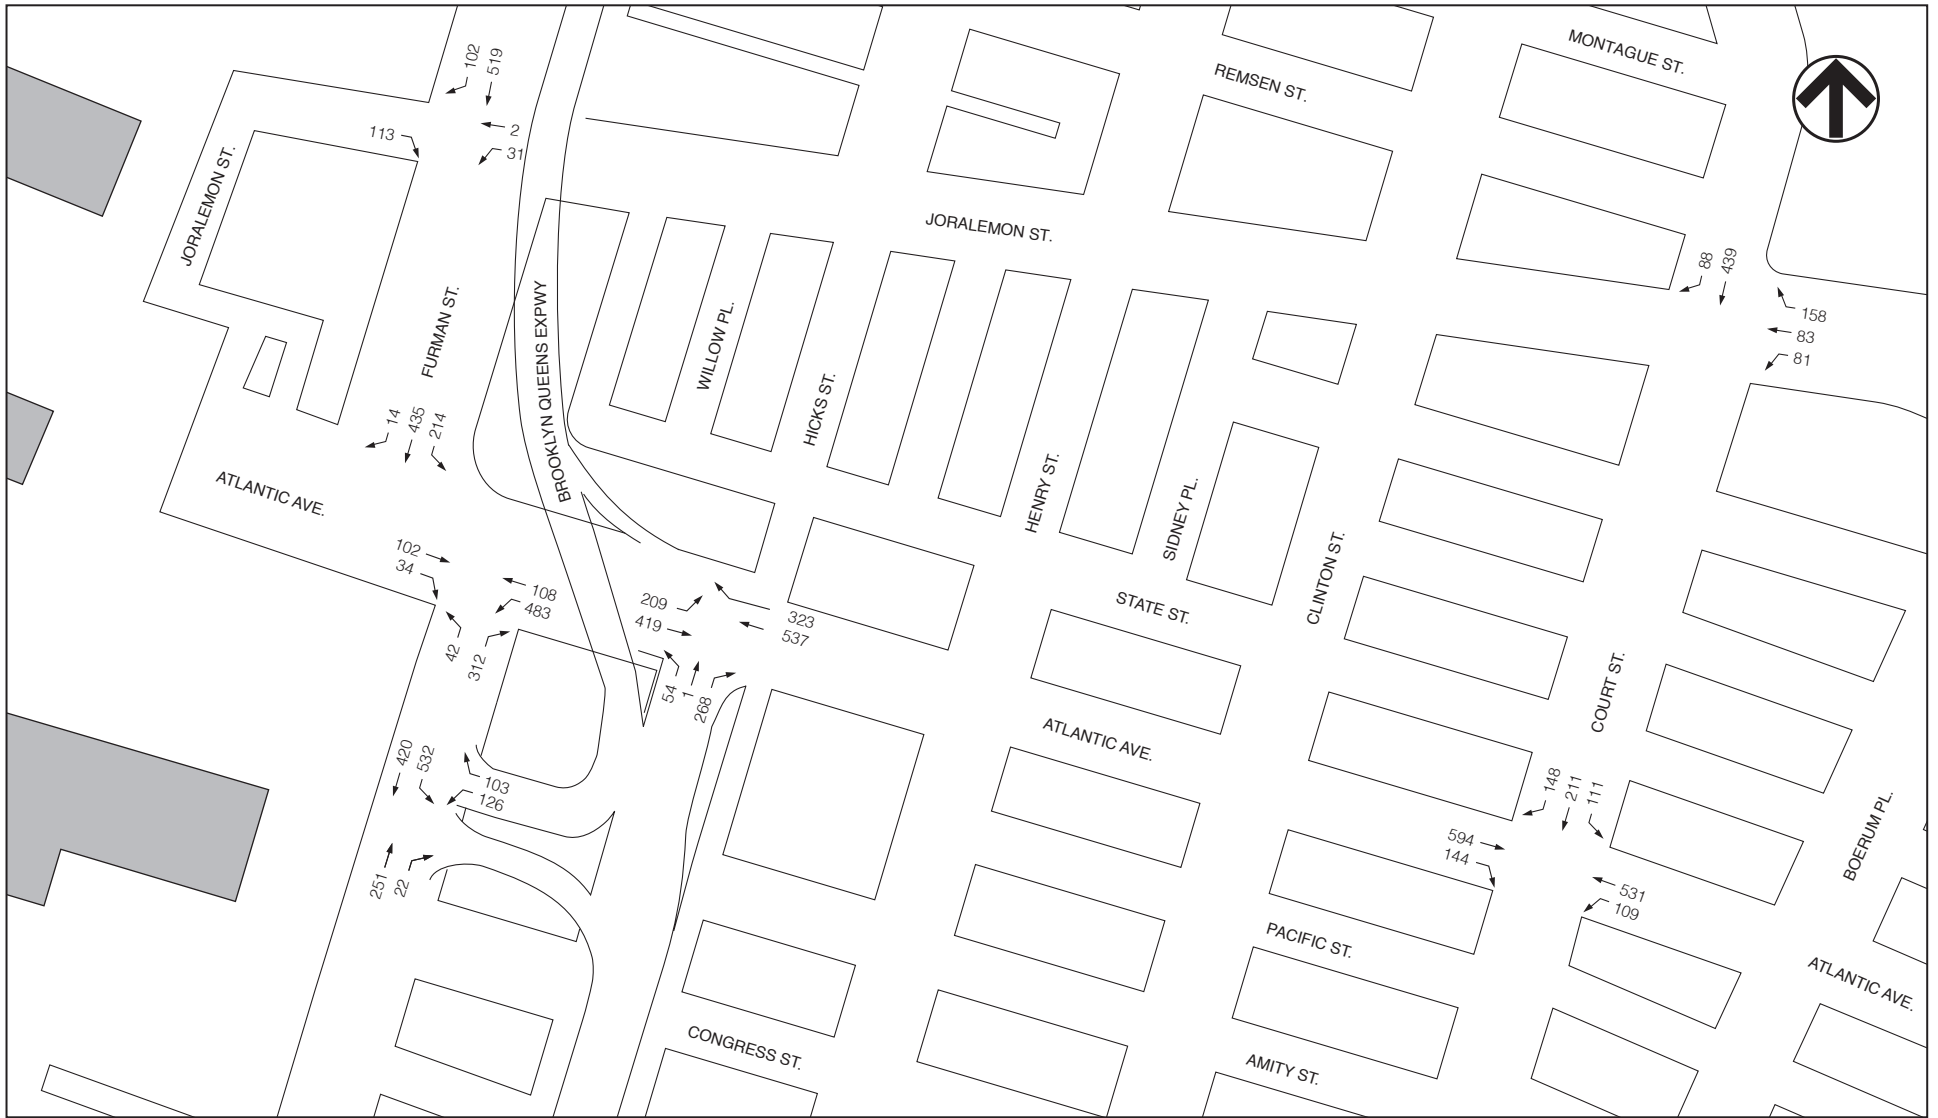 MONTAGUE ST.
REMSEN ST.
102
519
113
2
31
JORALEMON ST.
JORALEMON ST.
88
439
158
83
81
FURMAN ST.
BROOKLYN QUEENS EXPWY
WILLOW PL.
HICKS ST.
14
435
214
ATLANTIC AVE.
HENRY ST.
SIDNEY PL.
CLINTON ST.
102
34
108
483
209
419
323
537
STATE ST.
42
312
54
1
268
COURT ST.
ATLANTIC AVE.
420
532
103
126
148
211
111
594
144
BOERUM PL.
251
22
531
109
PACIFIC ST.
ATLANTIC AVE.
CONGRESS ST.
AMITY ST.